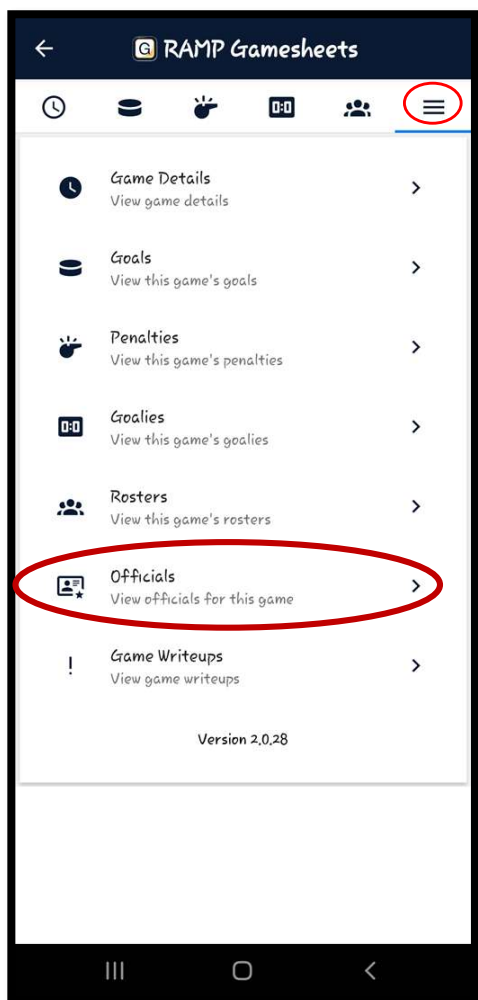 G RAMP Gamesheets
0:0
Game Details
View game details
Goals
View this game's goals
Penalties
View this game's penalties
0:0
Goalies
View this game's goalies
Rosters
View this game's rosters
Officials
View officials for this game
!
Game Writeups
View game writeups
Version 2.0.28